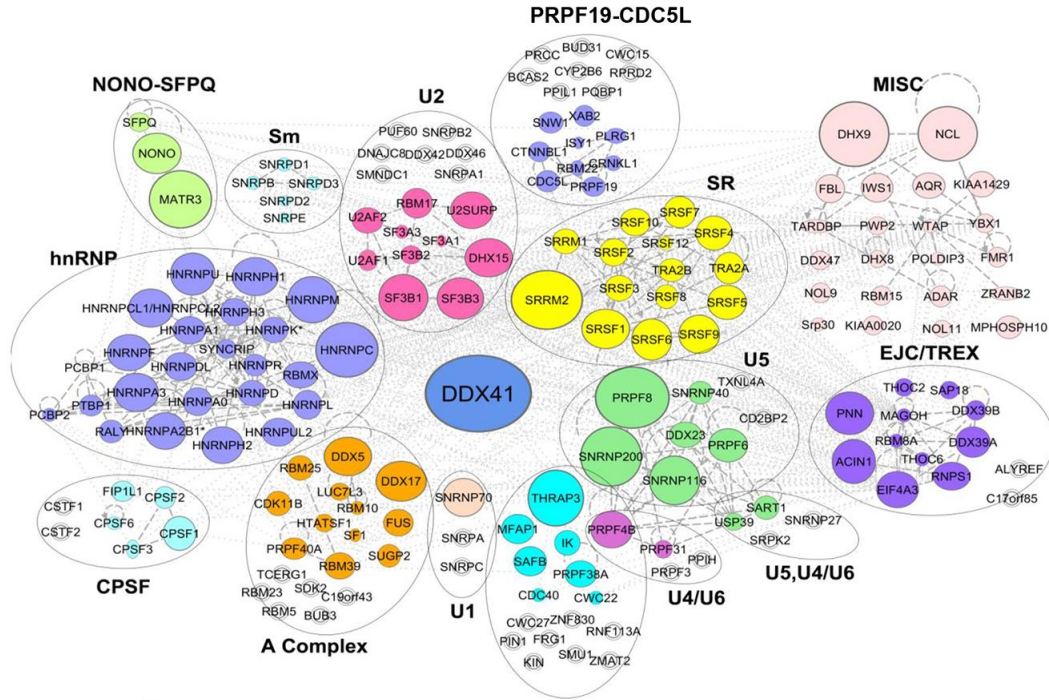 PRPF19-CDC5L
PRCC
BUD31
CWC15
BCAS2
CYP2B6
RPRD2
PPIL1
PQBP1
SNW1
XAB2
PLRG1
ISY1
CTNNBL1
RBM22
CRNKL1
CDC5L
PRPF19
NONO-SFPQ
SFPQ
NONO
MATR3
Sm
SNRPD1
SNRPB
SNRPD3
SNRPD2
SNRPE
U2
PUF60
SNRPB2
DNAJC8
DDX42
DDX46
SMNDC1
SNRPA1
RBM17
U2SURP
U2AF2
SF3A3
SF3A1
U2AF1
SF3B2
DHX15
SF3B1
SF3B3
SR
SRSF7
SRSF10
SRSF4
SRRM1
SRSF12
SRSF2
TRA2B
TRA2A
SRSF3
SRSF8
SRRM2
SRSF5
SRSF1
SRSF6
SRSF9
MISC
DHX9
NCL
FBL
IWS1
AQR
KIAA1429
TARDBP
PWP2
WTAP
YBX1
DDX47
DHX8
POLDIP3
FMR1
NOL9
RBM15
ADAR
ZRANB2
Srp30
KIAA0020
NOL11
MPHOSPH10
hnRNP
HNRNPU
HNRNPH1
HNRNPCL1/HNRNPCL2
HNRNPM
HNRNPH3
HNRNPA1
HNRNPK*
HNRNPC
HNRNPF
SYNCRIP
PCBP1
HNRNPDL
HNRNPR
RBMX
HNRNPA3
HNRNPD
HNRNPA0
HNRNPL
PTBP1
PCBP2
RALY
HNRNPA2B1*
HNRNPUL2
HNRNPH2
DDX41
U5
PRPF8
SNRNP40
TXNL4A
CD2BP2
DDX23
PRPF6
SNRNP200
SNRNP116
EJC/TREX
THOC2
SAP18
PNN
MAGOH
DDX39B
RBM8A
DDX39A
ACIN1
THOC6
RNPS1
EIF4A3
ALYREF
C17orf85
CPSF
FIP1L1
CPSF2
CSTF1
CPSF6
CSTF2
CPSF1
CPSF3
A Complex
DDX5
RBM25
DDX17
LUC7L3
CDK11B
RBM10
HTATSF1
FUS
SF1
PRPF40A
SUGP2
RBM39
TCERG1
SDK2
RBM23
C19orf43
RBM5
BUB3
U1
SNRNP70
SNRPA
SNRPC
THRAP3
MFAP1
IK
SAFB
PRPF38A
CDC40
CWC22
CWC27
ZNF830
RNF113A
PIN1
FRG1
KIN
SMU1
ZMAT2
PRPF4B
PRPF31
PPIH
PRPF3
U4/U6
SART1
USP39
SNRNP27
SRPK2
U5,U4/U6